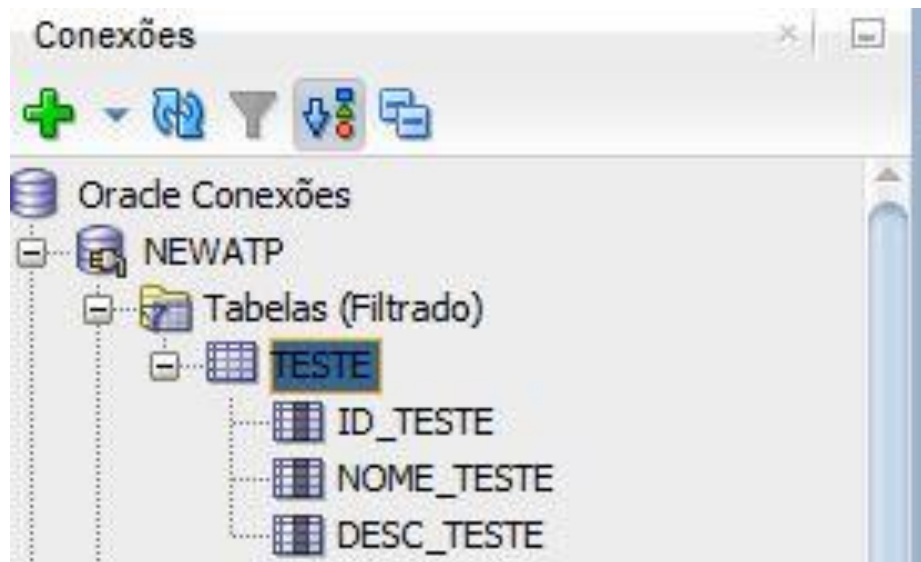 Conexões
Oracle Conexões
NEWATP
Tabelas (Filtrado)
TESTE
ID_TESTE
NOME_TESTE
DESC_TESTE